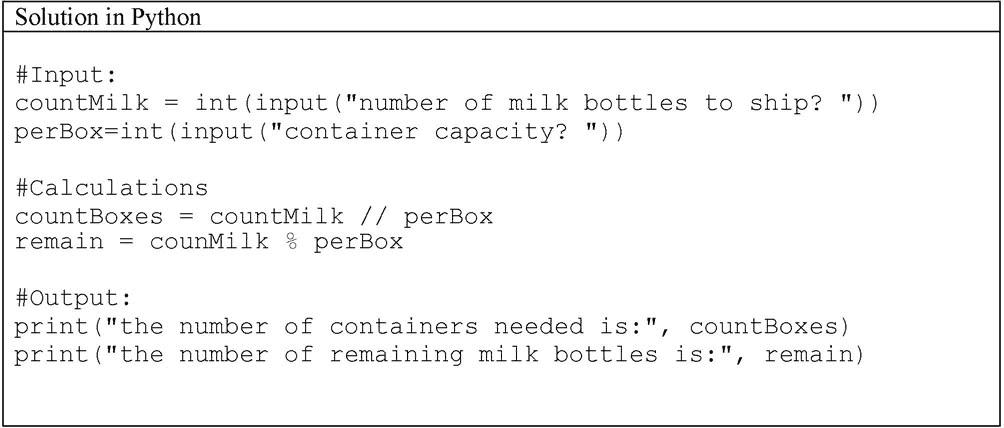 Solution in Python
#Input:
countMilk = int(input("number of milk bottles to ship? "))
perBox=int(input("container capacity? "))
#Calculations
countBoxes = countMilk // perBox
remain = counMilk % perBox
#Output:
print("the number of containers needed is:", countBoxes)
print("the number of remaining milk bottles is:", remain)